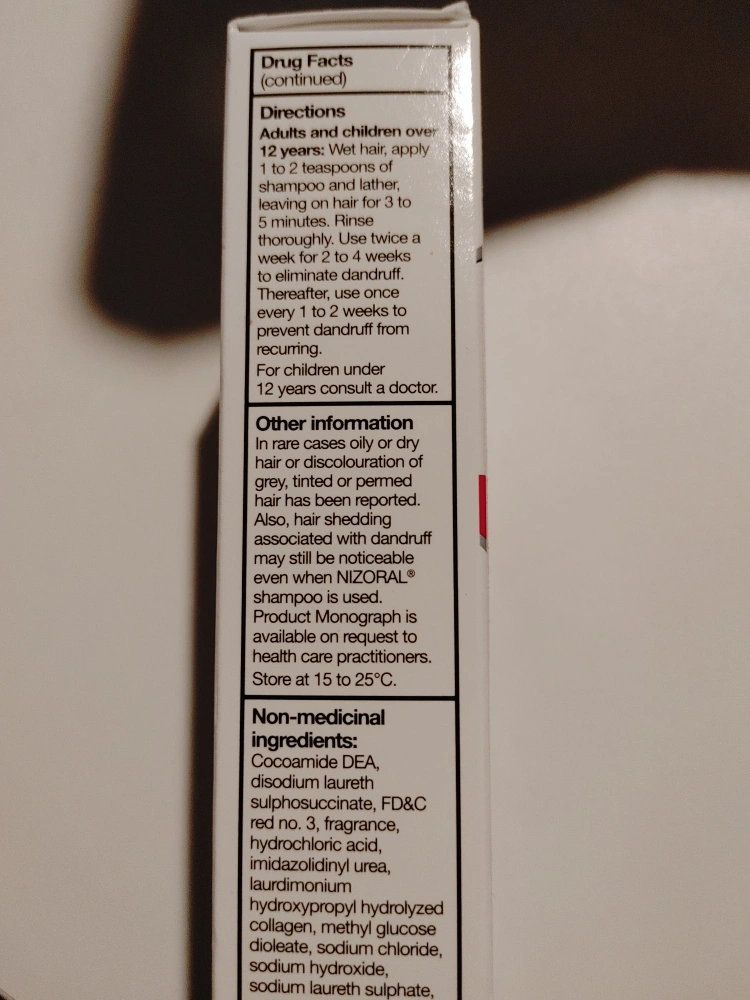 Drug Facts
(continued)
Directions
Adults and children over
12 years: Wet hair, apply
1 to 2 teaspoons of
shampoo and lather,
leaving on hair for 3 to
5 minutes. Rinse
thoroughly. Use twice a
week for 2 to 4 weeks
to eliminate dandruff.
Thereafter, use once
every 1 to 2 weeks to
prevent dandruff from
recurring.
For children under
12 years consult a doctor.
Other information
In rare cases oily or dry
hair or discolouration of
grey, tinted or permed
hair has been reported.
Also, hair shedding
associated with dandruff
may still be noticeable
even when NIZORAL®
shampoo is used.
Product Monograph is
available on request to
health care practitioners.
Store at 15 to 25°C.
Non-medicinal
ingredients:
Cocoamide DEA,
disodium laureth
sulphosuccinate, FD&C
red no. 3, fragrance,
hydrochloric acid,
imidazolidinyl urea,
laurdimonium
hydroxypropyl hydrolyzed
collagen, methyl glucose
dioleate, sodium chloride,
sodium hydroxide,
sodium laureth sulphate,